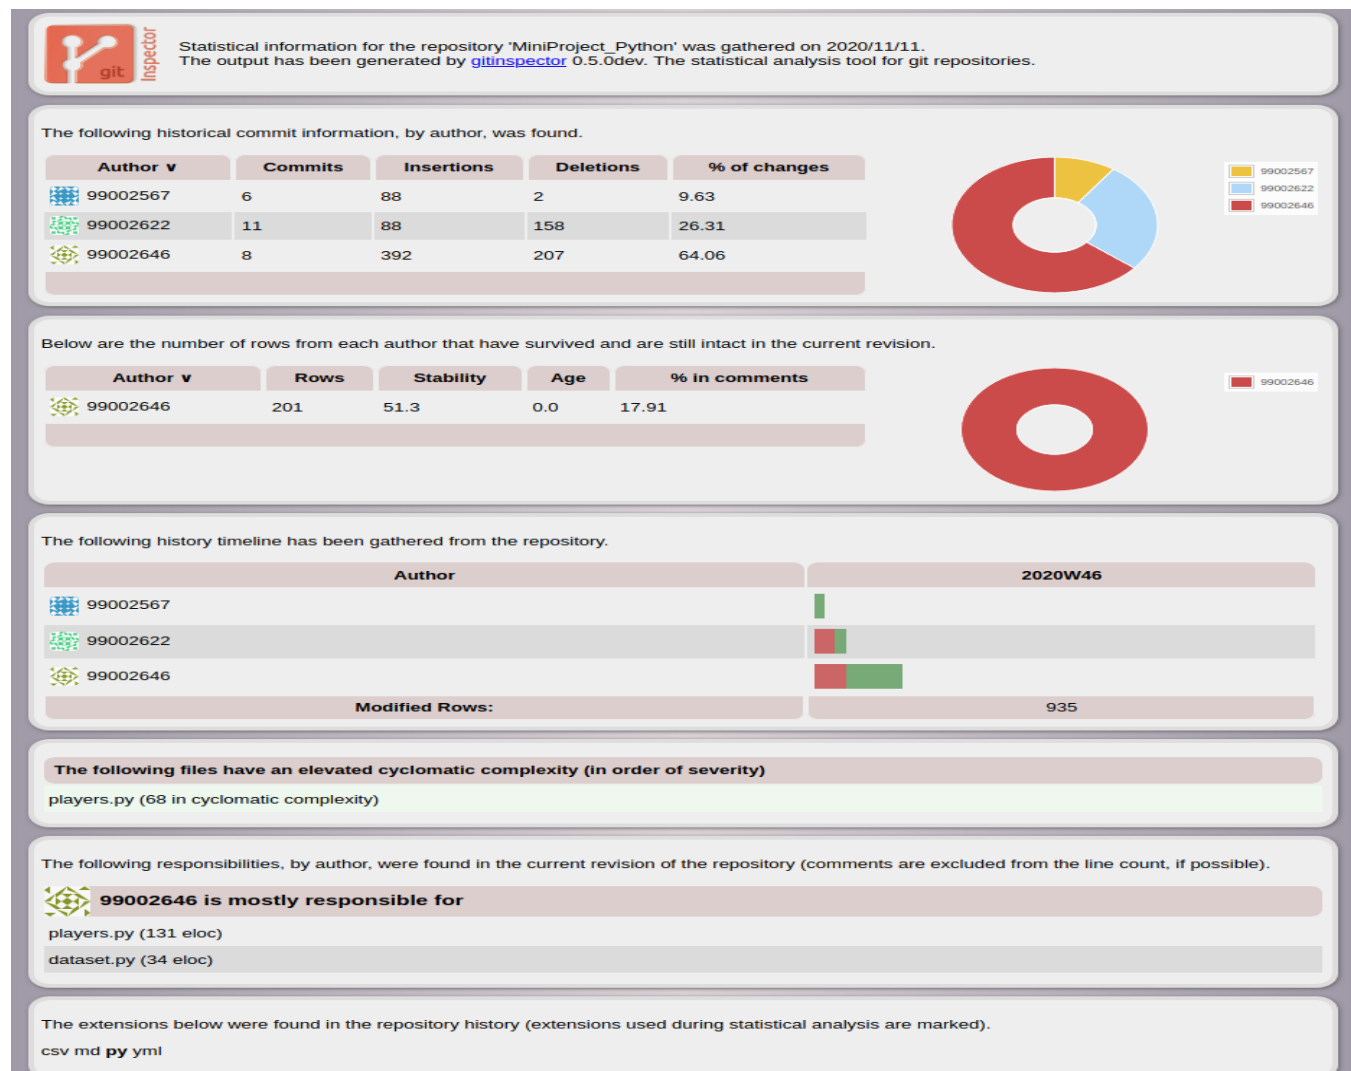 git
Inspector
Statistical information for the repository 'MiniProject_Python' was gathered on 2020/11/11.
The output has been generated by gitinspector 0.5.0dev. The statistical analysis tool for git repositories.
The following historical commit information, by author, was found.
Author ∨ Commits Insertions Deletions % of changes
99002567 6 88 2 9.63
99002622 11 88 158 26.31
99002646 8 392 207 64.06
99002567
99002622
99002646
Below are the number of rows from each author that have survived and are still intact in the current revision.
Author ∨ Rows Stability Age % in comments
99002646 201 51.3 0.0 17.91
99002646
The following history timeline has been gathered from the repository.
Author 2020W46
99002567
99002622
99002646
Modified Rows: 935
The following files have an elevated cyclomatic complexity (in order of severity)
players.py (68 in cyclomatic complexity)
The following responsibilities, by author, were found in the current revision of the repository (comments are excluded from the line count, if possible).
99002646 is mostly responsible for
players.py (131 eloc)
dataset.py (34 eloc)
The extensions below were found in the repository history (extensions used during statistical analysis are marked).
csv md py yml